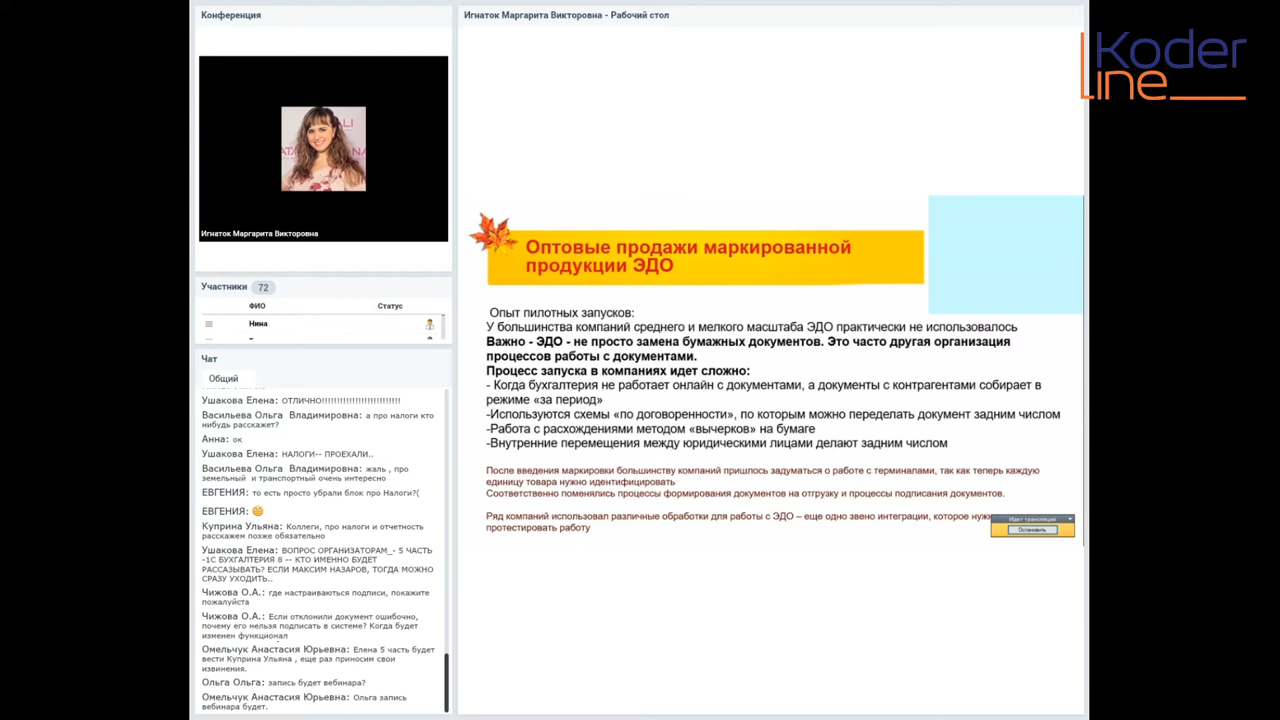 Конференция
Игнаток Маргарита Викторовна
Участники 72
ФИО Статус
Нина
Чат
Общий
Ушакова Елена: ОТЛИЧНО!!!!!!!!!!!!!!!!!!!!!!!!!
Васильева Ольга Владимировна: а про налоги кто
нибудь расскажет?
Анна: ок
Ушакова Елена: НАЛОГИ-- ПРОЕХАЛИ..
Васильева Ольга Владимировна: жаль , про
земельный и транспортный очень интересно
ЕВГЕНИЯ: то есть просто убрали блок про Налоги?(
ЕВГЕНИЯ:
Куприна Ульяна: Коллеги, про налоги и отчетность
расскажем позже обязательно
Ушакова Елена: ВОПРОС ОРГАНИЗАТОРАМ_- 5 ЧАСТЬ
-1С БУХГАЛТЕРИЯ 8 -- КТО ИМЕННО БУДЕТ
РАССАЗЫВАТЬ? ЕСЛИ МАКСИМ НАЗАРОВ, ТОГДА МОЖНО
СРАЗУ УХОДИТЬ..
Чижова О.А.: где настраиваються подписи, покажите
пожалуйста
Чижова О.А.: Если отклонили документ ошибочно,
почему его нельзя подписать в системе? Когда будет
изменен функционал
Омельчук Анастасия Юрьевна: Елена 5 часть будет
вести Куприна Ульяна , еще раз приносим свои
извинения.
Ольга Ольга: запись будет вебинара?
Омельчук Анастасия Юрьевна: Ольга запись
вебинара будет.
Игнаток Маргарита Викторовна - Рабочий стол
Koder
line
Оптовые продажи маркированной
продукции ЭДО
Опыт пилотных запусков:
У большинства компаний среднего и мелкого масштаба ЭДО практически не использовалось
Важно - ЭДО - не просто замена бумажных документов. Это часто другая организация
процессов работы с документами.
Процесс запуска в компаниях идет сложно:
- Когда бухгалтерия не работает онлайн с документами, а документы с контрагентами собирает в
режиме «за период»
-Используются схемы «по договоренности», по которым можно переделать документ задним числом
-Работа с расхождениями методом «вычерков» на бумаге
-Внутренние перемещения между юридическими лицами делают задним числом
После введения маркировки большинству компаний пришлось задуматься о работе с терминалами, так как теперь каждую
единицу товара нужно идентифицировать
Соответственно поменялись процессы формирования документов на отгрузку и процессы подписания документов.
Ряд компаний использовал различные обработки для работы с ЭДО – еще одно звено интеграции, которое
протестировать работу
Идет трансляция
Остановить